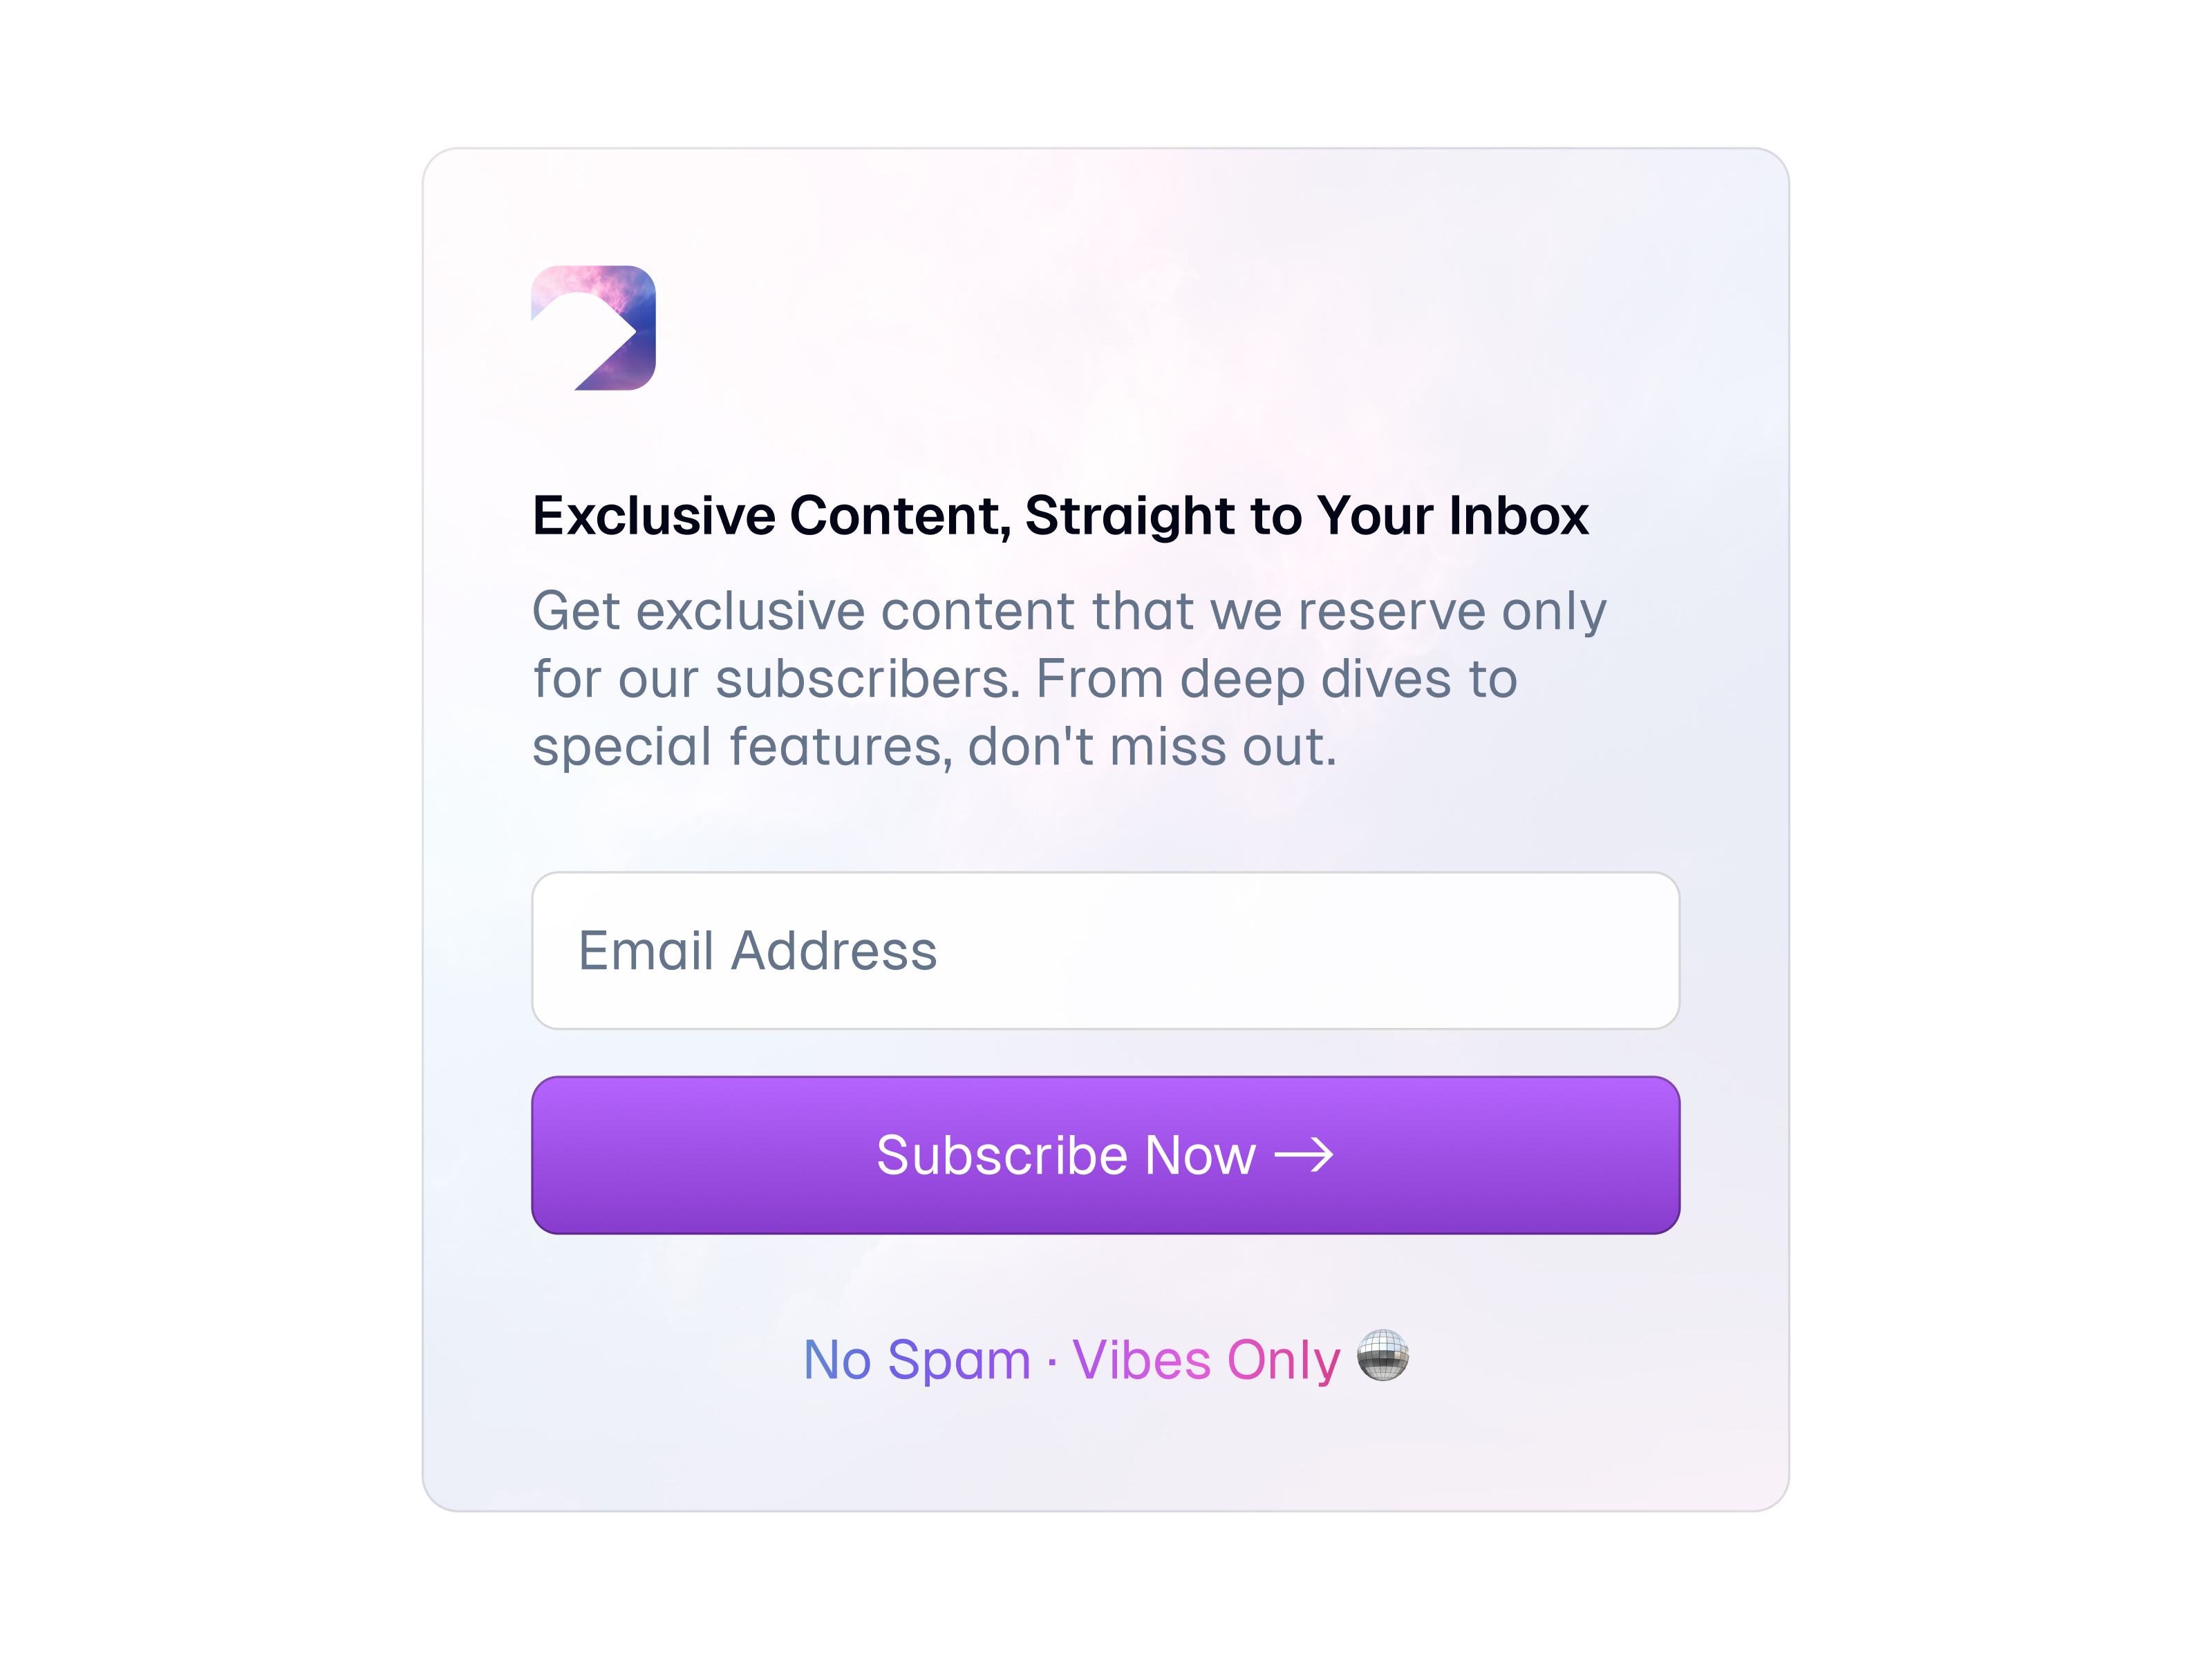 Exclusive Content, Straight to Your Inbox
Get exclusive content that we reserve only
for our subscribers. From deep dives to
special features, don't miss out.
Email Address
Subscribe Now →
No Spam · Vibes Only 🪩